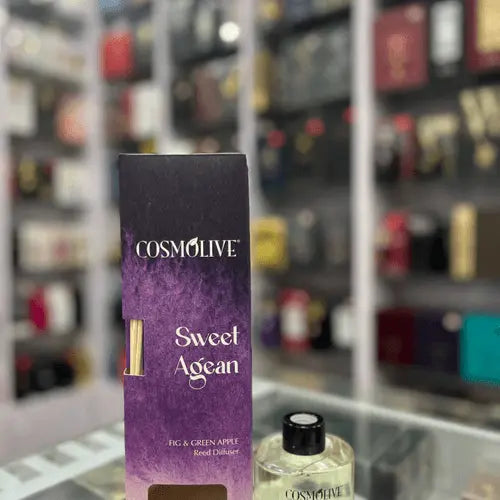 COSMOLIVE®
Sweet
Agean
FIG & GREEN APPLE
Reed Diffuser
COSMOLIVE